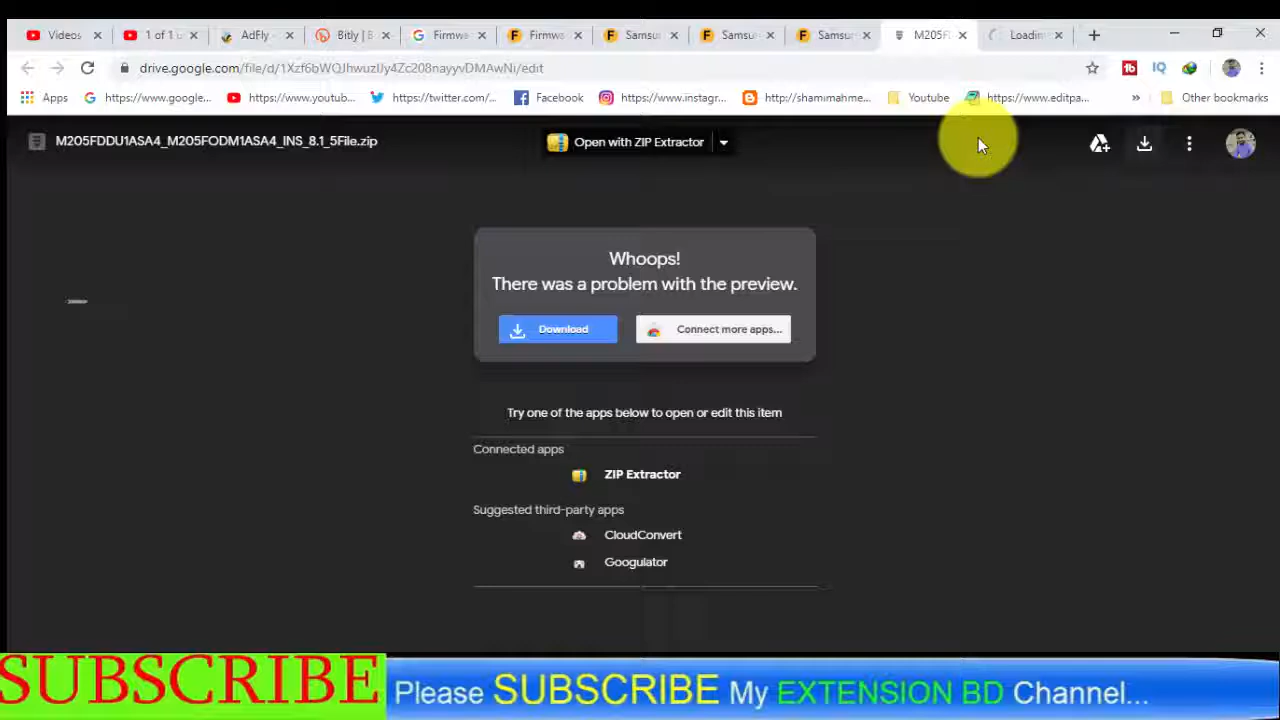 Videos
1 of 1
AdFly -
Bitly | B
Firmwa
Firmwa
Samsu
Samsu
Samsu
M205F
Loadin
drive.google.com/file/d/1Xzf6bWQJhwuzIJy4Zc208nayyvDMAwNi/edit
Apps
https://www.google...
https://www.youtub...
https://twitter.com/...
Facebook
https://www.instagr...
http://shamimahme...
Youtube
https://www.editpa...
»
Other bookmarks
M205FDDU1ASA4_M205FODM1ASA4_INS_8.1_5File.zip
Open with ZIP Extractor
Whoops!
There was a problem with the preview.
Download
Connect more apps...
Try one of the apps below to open or edit this item
Connected apps
ZIP Extractor
Suggested third-party apps
CloudConvert
Googulator
SUBSCRIBE Please SUBSCRIBE My EXTENSION BD Channel...